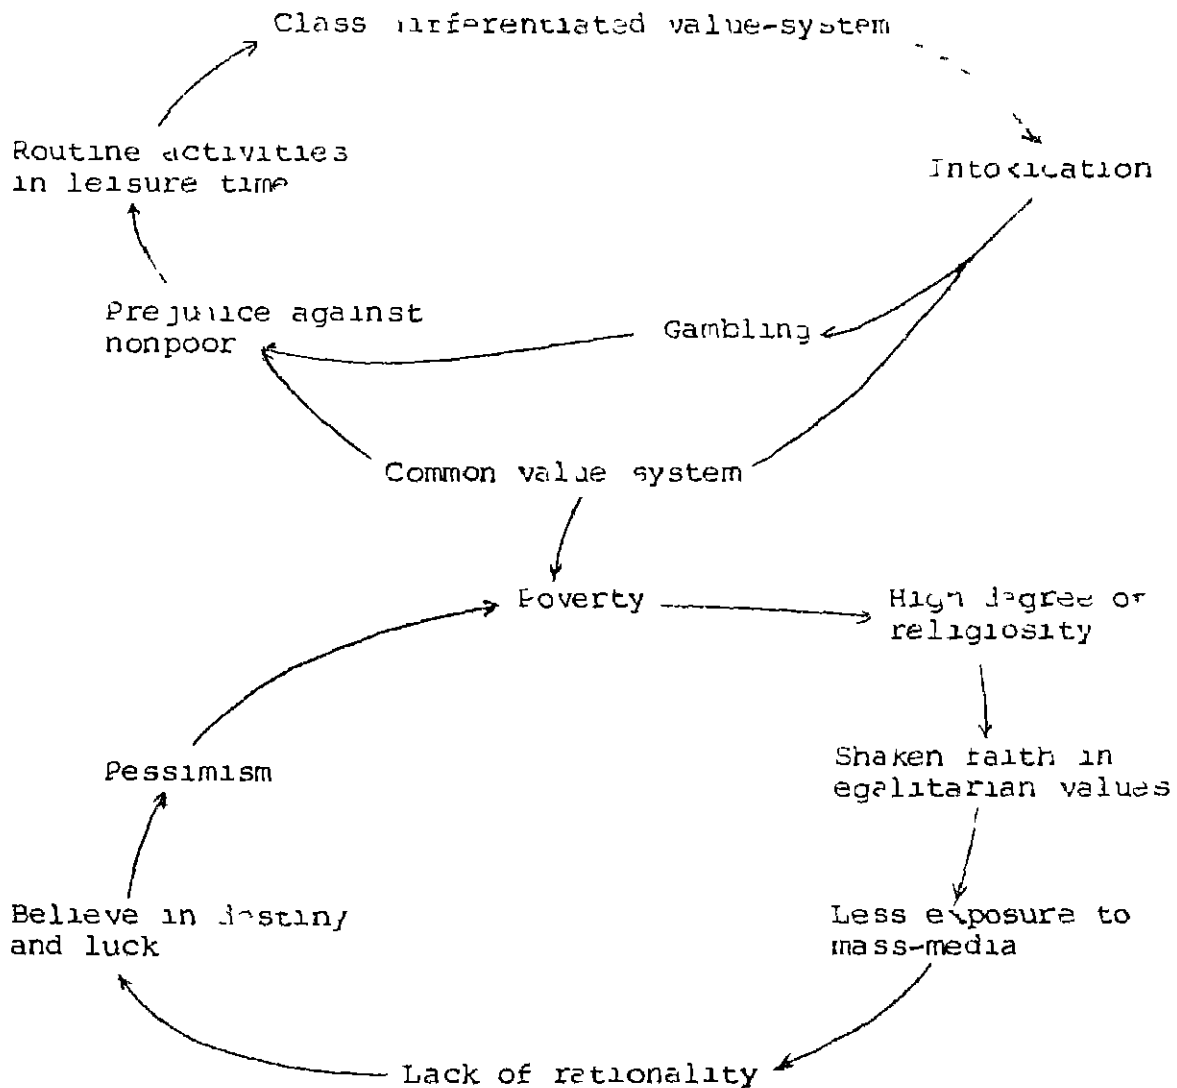 Class differentiated value-system
Routine activities
in leisure time
Intoxication
Prejudice against
nonpoor
Gambling
Common value system
Poverty
High degree of
religiosity
Pessimism
Shaken faith in
egalitarian values
Believe in destiny
and luck
Less exposure to
mass-media
Lack of rationality